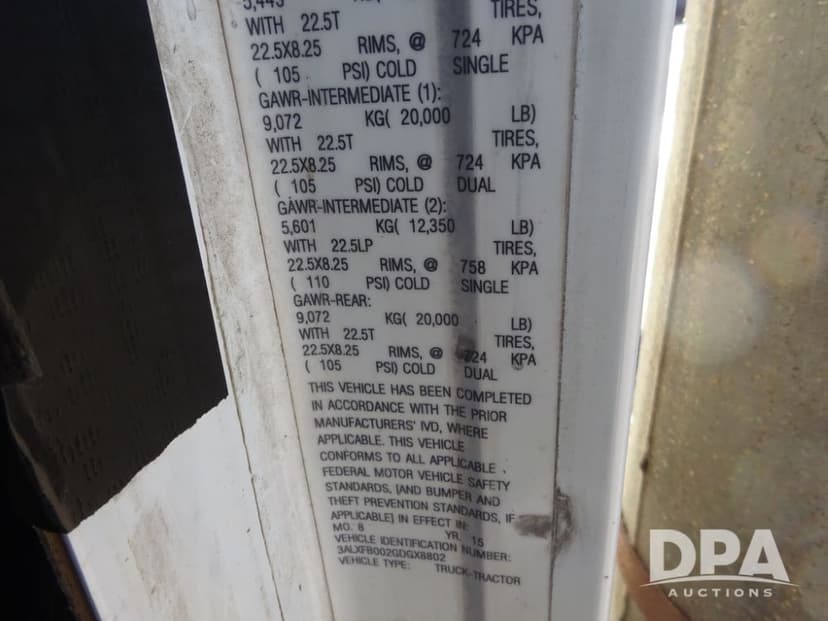 5,443 KG( TIRES,
WITH 22.5T
22.5X8.25 RIMS, @ 724 KPA
( 105 PSI) COLD SINGLE
GAWR-INTERMEDIATE (1):
9,072 KG( 20,000 LB)
WITH 22.5T TIRES,
22.5X8.25 RIMS, @ 724 KPA
( 105 PSI) COLD DUAL
GAWR-INTERMEDIATE (2):
5,601 KG( 12,350 LB)
WITH 22.5LP TIRES,
22.5X8.25 RIMS, @ 758 KPA
( 110 PSI) COLD SINGLE
GAWR-REAR:
9,072 KG( 20,000 LB)
WITH 22.5T TIRES,
22.5X8.25 RIMS, @ 724 KPA
( 105 PSI) COLD DUAL
THIS VEHICLE HAS BEEN COMPLETED
IN ACCORDANCE WITH THE PRIOR
MANUFACTURERS' IVD, WHERE
APPLICABLE. THIS VEHICLE
CONFORMS TO ALL APPLICABLE
FEDERAL MOTOR VEHICLE SAFETY
STANDARDS, [AND BUMPER AND
THEFT PREVENTION STANDARDS, IF
APPLICABLE] IN EFFECT IN:
MO. 8 YR. 15
VEHICLE IDENTIFICATION NUMBER:
3ALXFB002GDGX8802
VEHICLE TYPE: TRUCK-TRACTOR
DPA
AUCTIONS